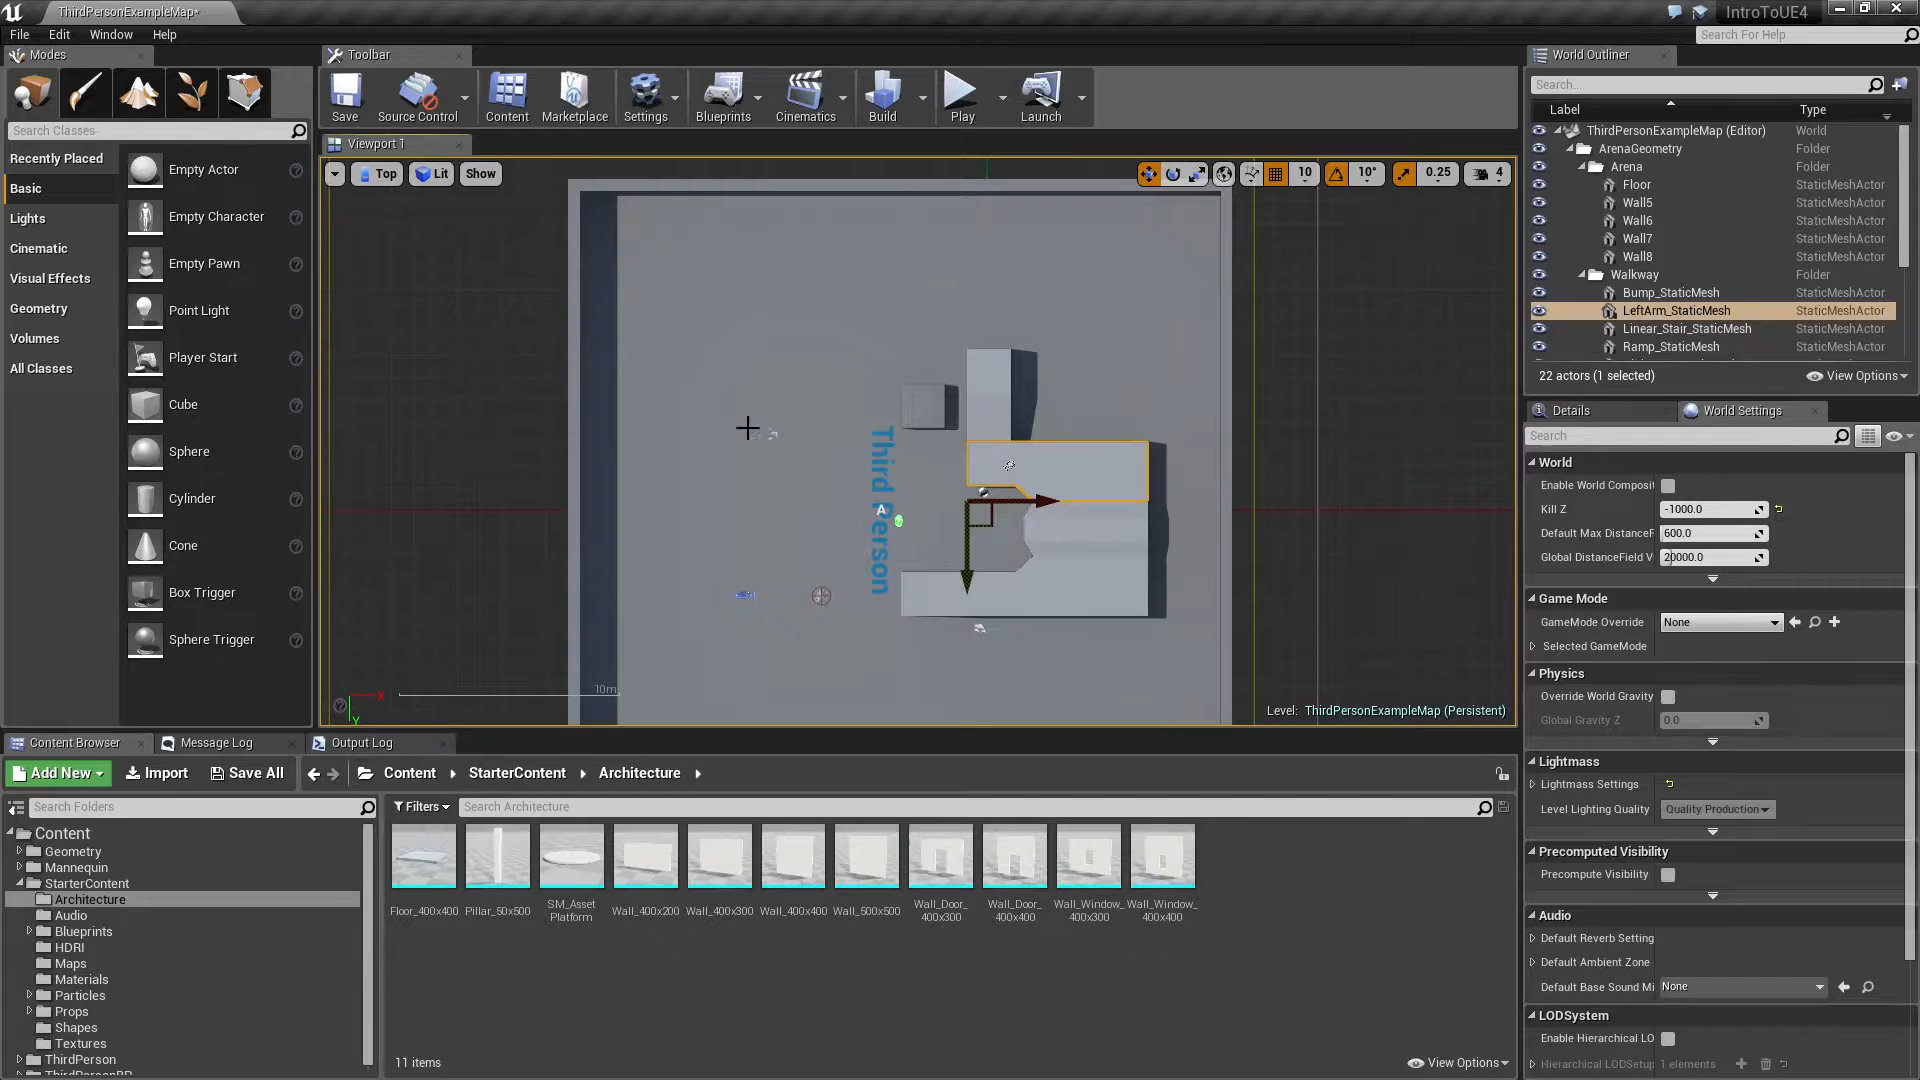 ThirdPersonExampleMap*
IntroToUE4
File Edit Window Help
Search For Help
Modes
Toolbar
World Outliner
Save
Source Control
Content
Marketplace
Settings
Blueprints
Cinematics
Build
Play
Launch
Search Classes
Recently Placed
Basic
Lights
Cinematic
Visual Effects
Geometry
Volumes
All Classes
Empty Actor
Empty Character
Empty Pawn
Point Light
Player Start
Cube
Sphere
Cylinder
Cone
Box Trigger
Sphere Trigger
Viewport 1
Top Lit Show
10 10° 0.25 4
Third Person
A
10m
X
Y
Level: ThirdPersonExampleMap (Persistent)
Search...
Label Type
ThirdPersonExampleMap (Editor) World
ArenaGeometry Folder
Arena Folder
Floor StaticMeshActor
Wall5 StaticMeshActor
Wall6 StaticMeshActor
Wall7 StaticMeshActor
Wall8 StaticMeshActor
Walkway Folder
Bump_StaticMesh StaticMeshActor
LeftArm_StaticMesh StaticMeshActor
Linear_Stair_StaticMesh StaticMeshActor
Ramp_StaticMesh StaticMeshActor
22 actors (1 selected) View Options
Details World Settings
Search
World
Enable World Composit
Kill Z -1000.0
Default Max DistanceF 600.0
Global DistanceField V 20000.0
Game Mode
GameMode Override None
Selected GameMode
Physics
Override World Gravity
Global Gravity Z 0.0
Lightmass
Lightmass Settings
Level Lighting Quality Quality Production
Precomputed Visibility
Precompute Visibility
Audio
Default Reverb Setting
Default Ambient Zone
Default Base Sound Mi None
LODSystem
Enable Hierarchical LO
Hierarchical LODSetup 1 elements
Content Browser Message Log Output Log
Add New Import Save All Content StarterContent Architecture
Search Folders
Filters Search Architecture
Content
Geometry
Mannequin
StarterContent
Architecture
Audio
Blueprints
HDRI
Maps
Materials
Particles
Props
Shapes
Textures
ThirdPerson
ThirdPersonBP
Floor_400x400
Pillar_50x500
SM_Asset
Platform
Wall_400x200
Wall_400x300
Wall_400x400
Wall_500x500
Wall_Door_
400x300
Wall_Door_
400x400
Wall_Window_
400x300
Wall_Window_
400x400
11 items View Options